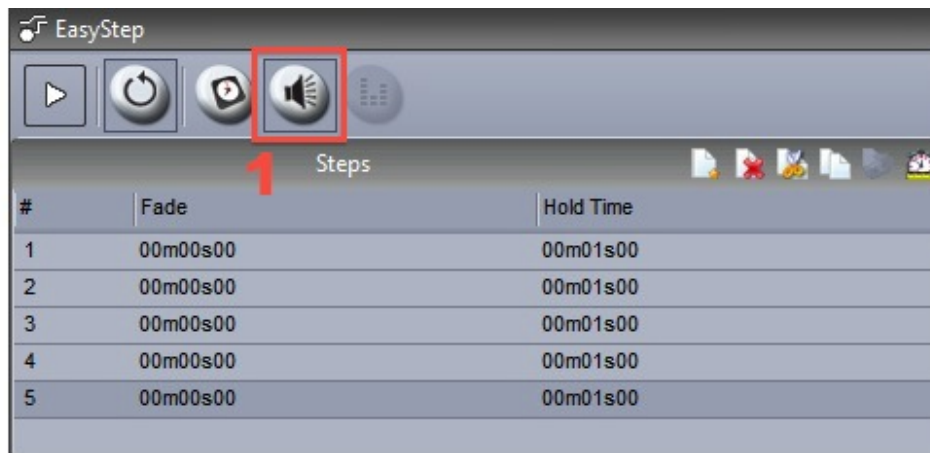 EasyStep
1
Steps
# Fade Hold Time
1 00m00s00 00m01s00
2 00m00s00 00m01s00
3 00m00s00 00m01s00
4 00m00s00 00m01s00
5 00m00s00 00m01s00